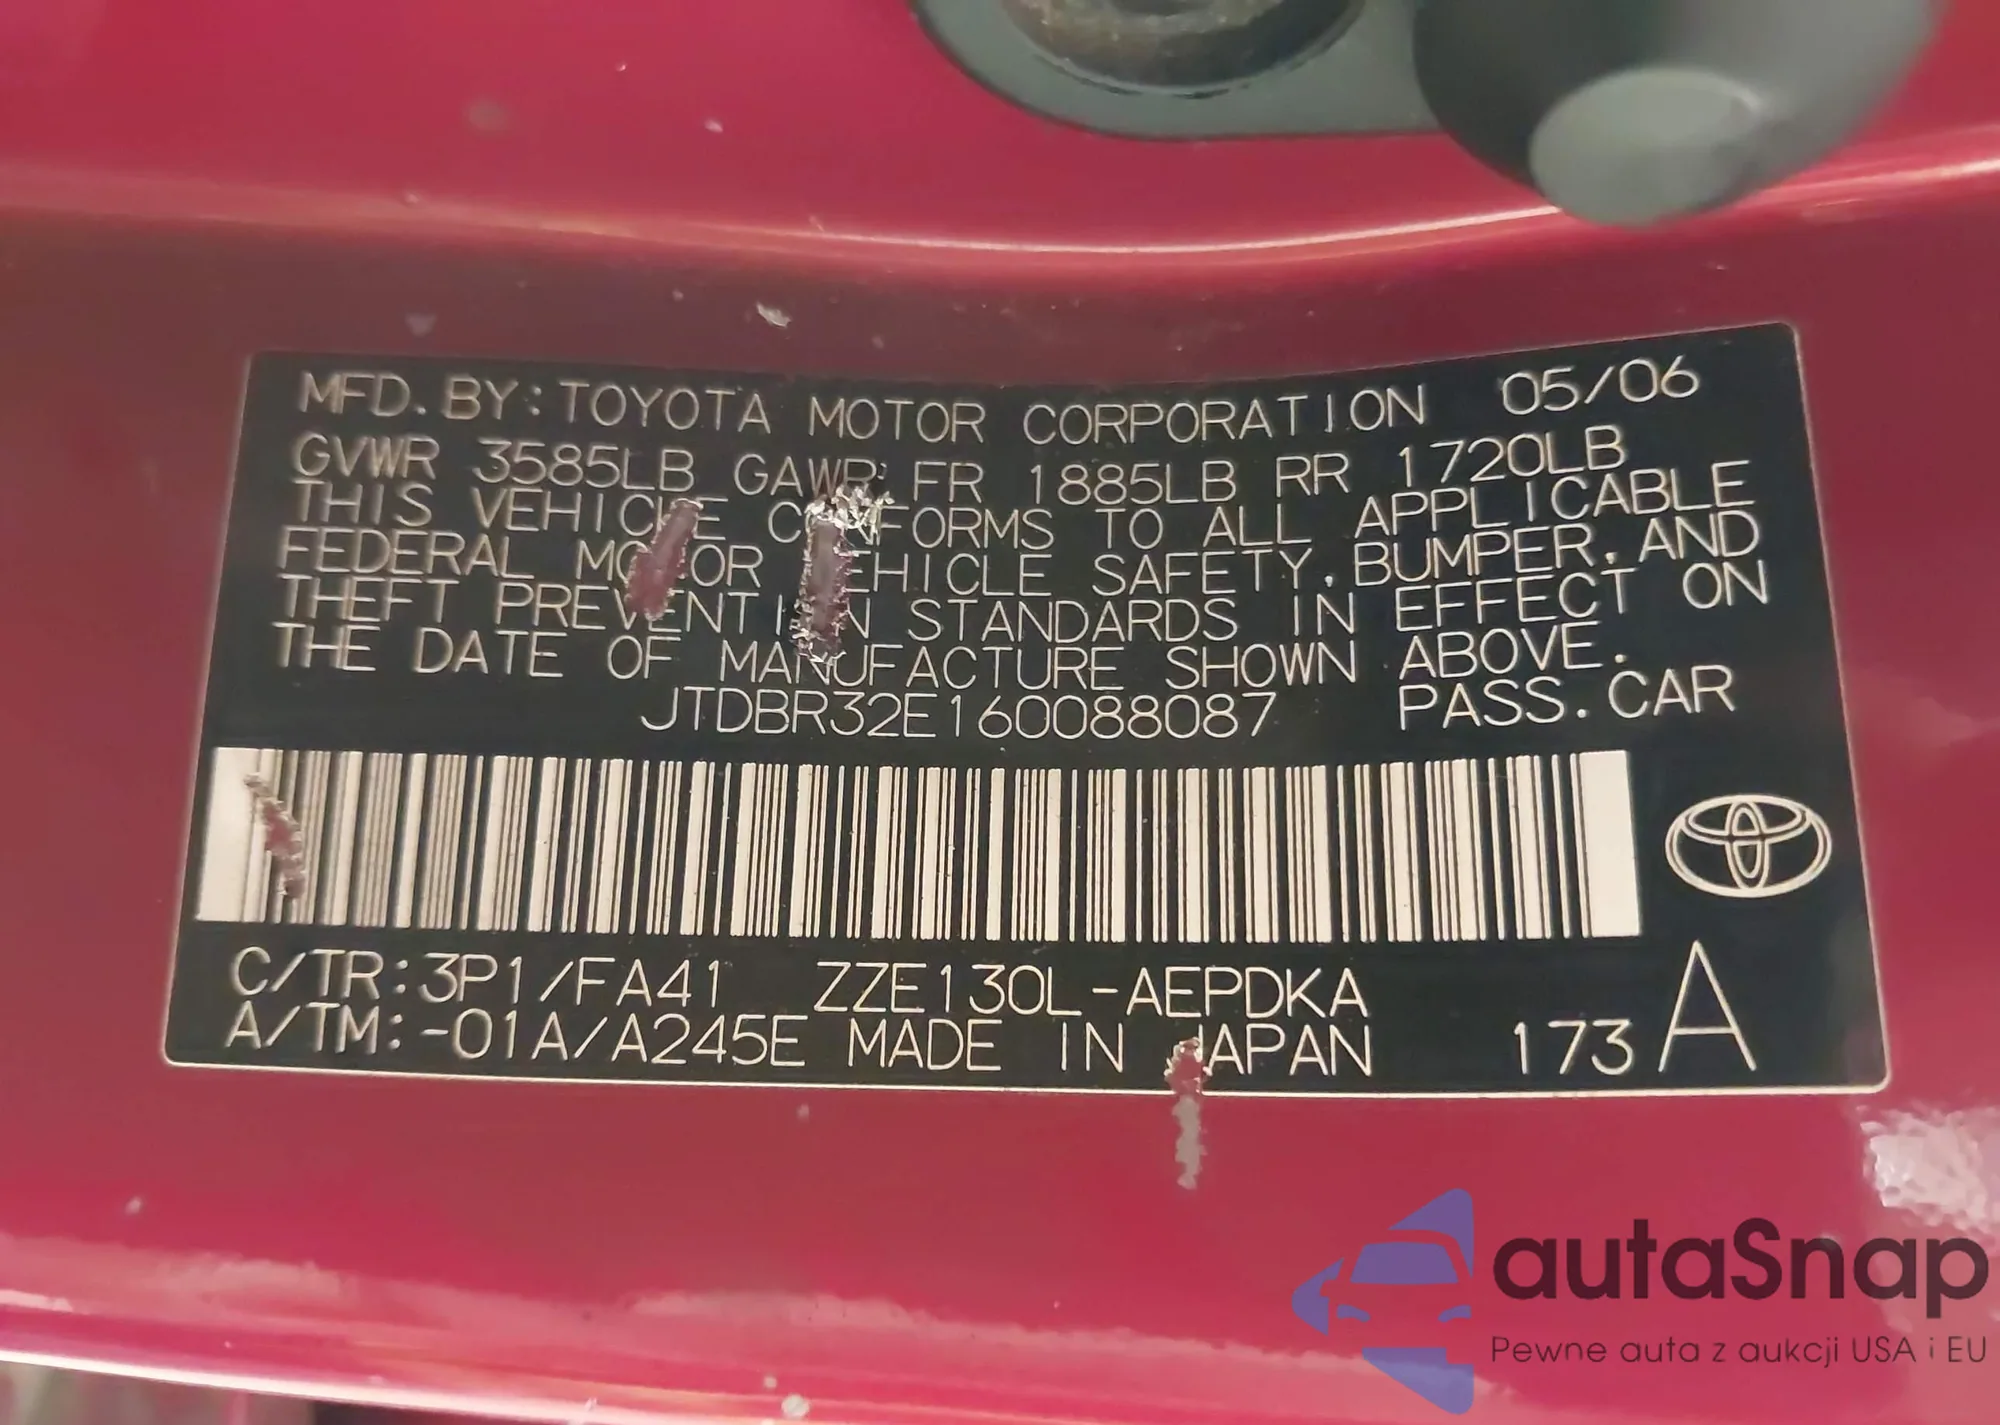 MFD. BY: TOYOTA MOTOR CORPORATION 05/06
GVWR 3585LB GAWR: FR 1885LB RR 1720LB
THIS VEHICLE CONFORMS TO ALL APPLICABLE
FEDERAL MOTOR VEHICLE SAFETY, BUMPER, AND
THEFT PREVENTION STANDARDS IN EFFECT ON
THE DATE OF MANUFACTURE SHOWN ABOVE.
JTDBR32E160088087 PASS. CAR
C/TR: 3P1/FA41 ZZE130L-AEPDKA
A/TM: -01A/A245E MADE IN JAPAN 173 A
autaSnap
Pewne auta z aukcji USA i EU